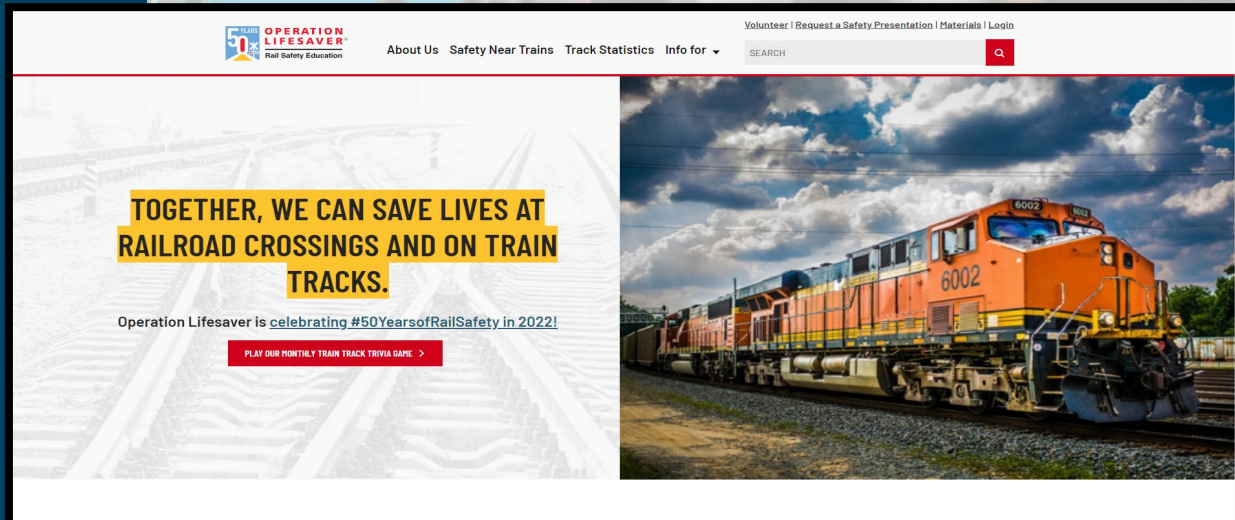 50 YEARS
OPERATION
LIFESAVER®
Rail Safety Education
About Us Safety Near Trains Track Statistics Info for
Volunteer | Request a Safety Presentation | Materials | Login
SEARCH
TOGETHER, WE CAN SAVE LIVES AT
RAILROAD CROSSINGS AND ON TRAIN
TRACKS.
Operation Lifesaver is celebrating #50YearsofRailSafety in 2022!
PLAY OUR MONTHLY TRAIN TRACK TRIVIA GAME >
6002
6002
6002